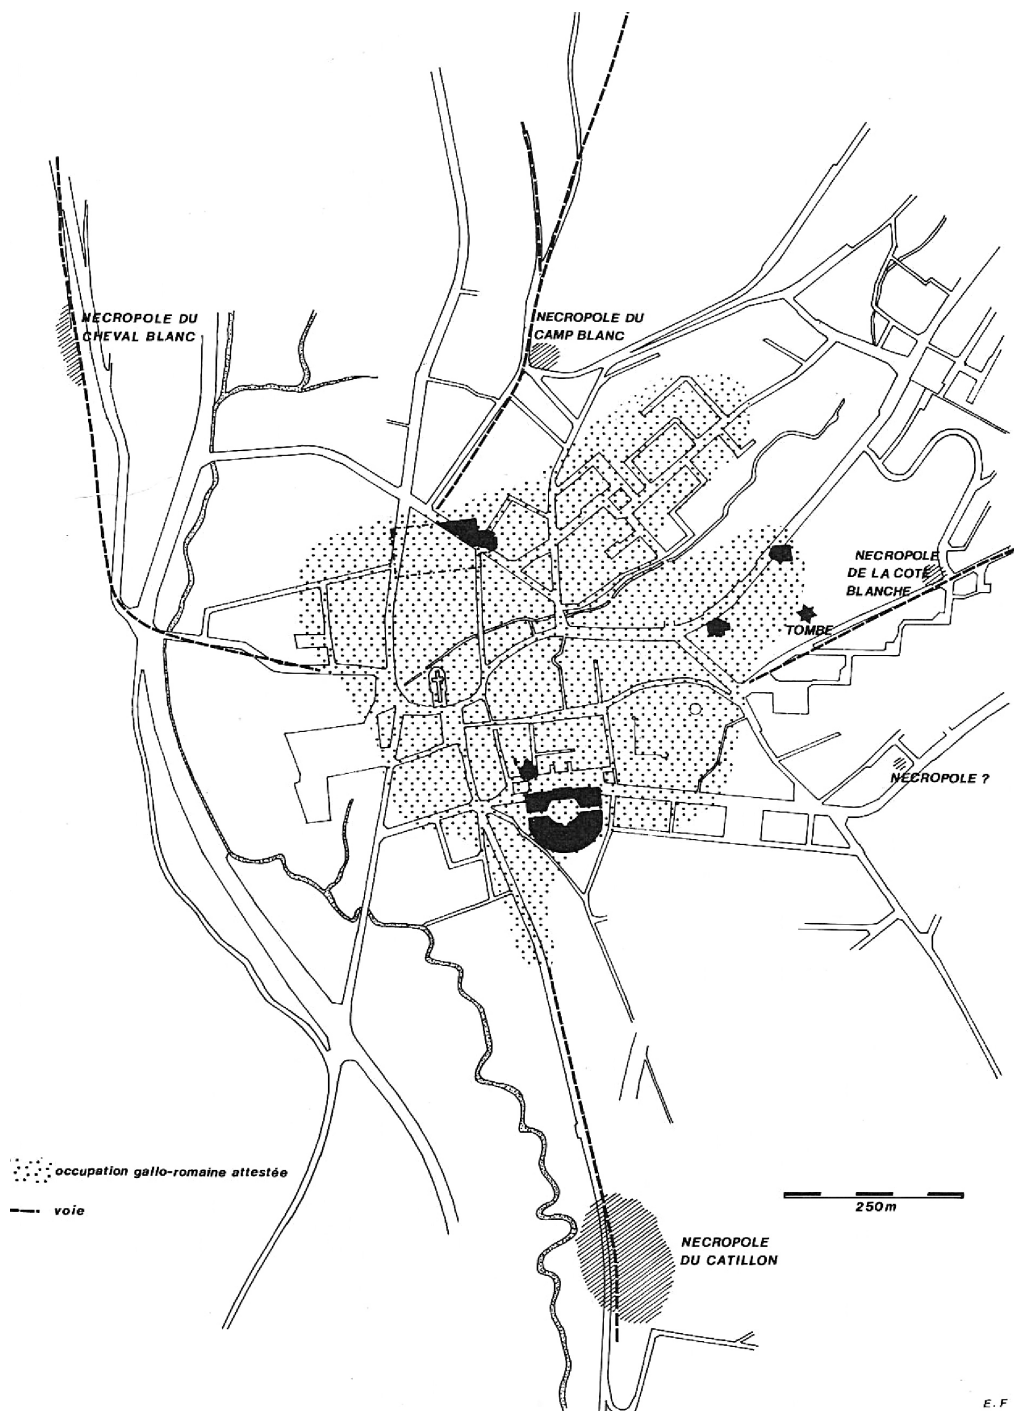 NECROPOLE DU
CHEVAL BLANC
NECROPOLE DU
CAMP BLANC
NECROPOLE
DE LA COTE
BLANCHE
TOMBE
NECROPOLE ?
occupation gallo-romaine attestée
voie
250m
NECROPOLE
DU CATILLON
E. F